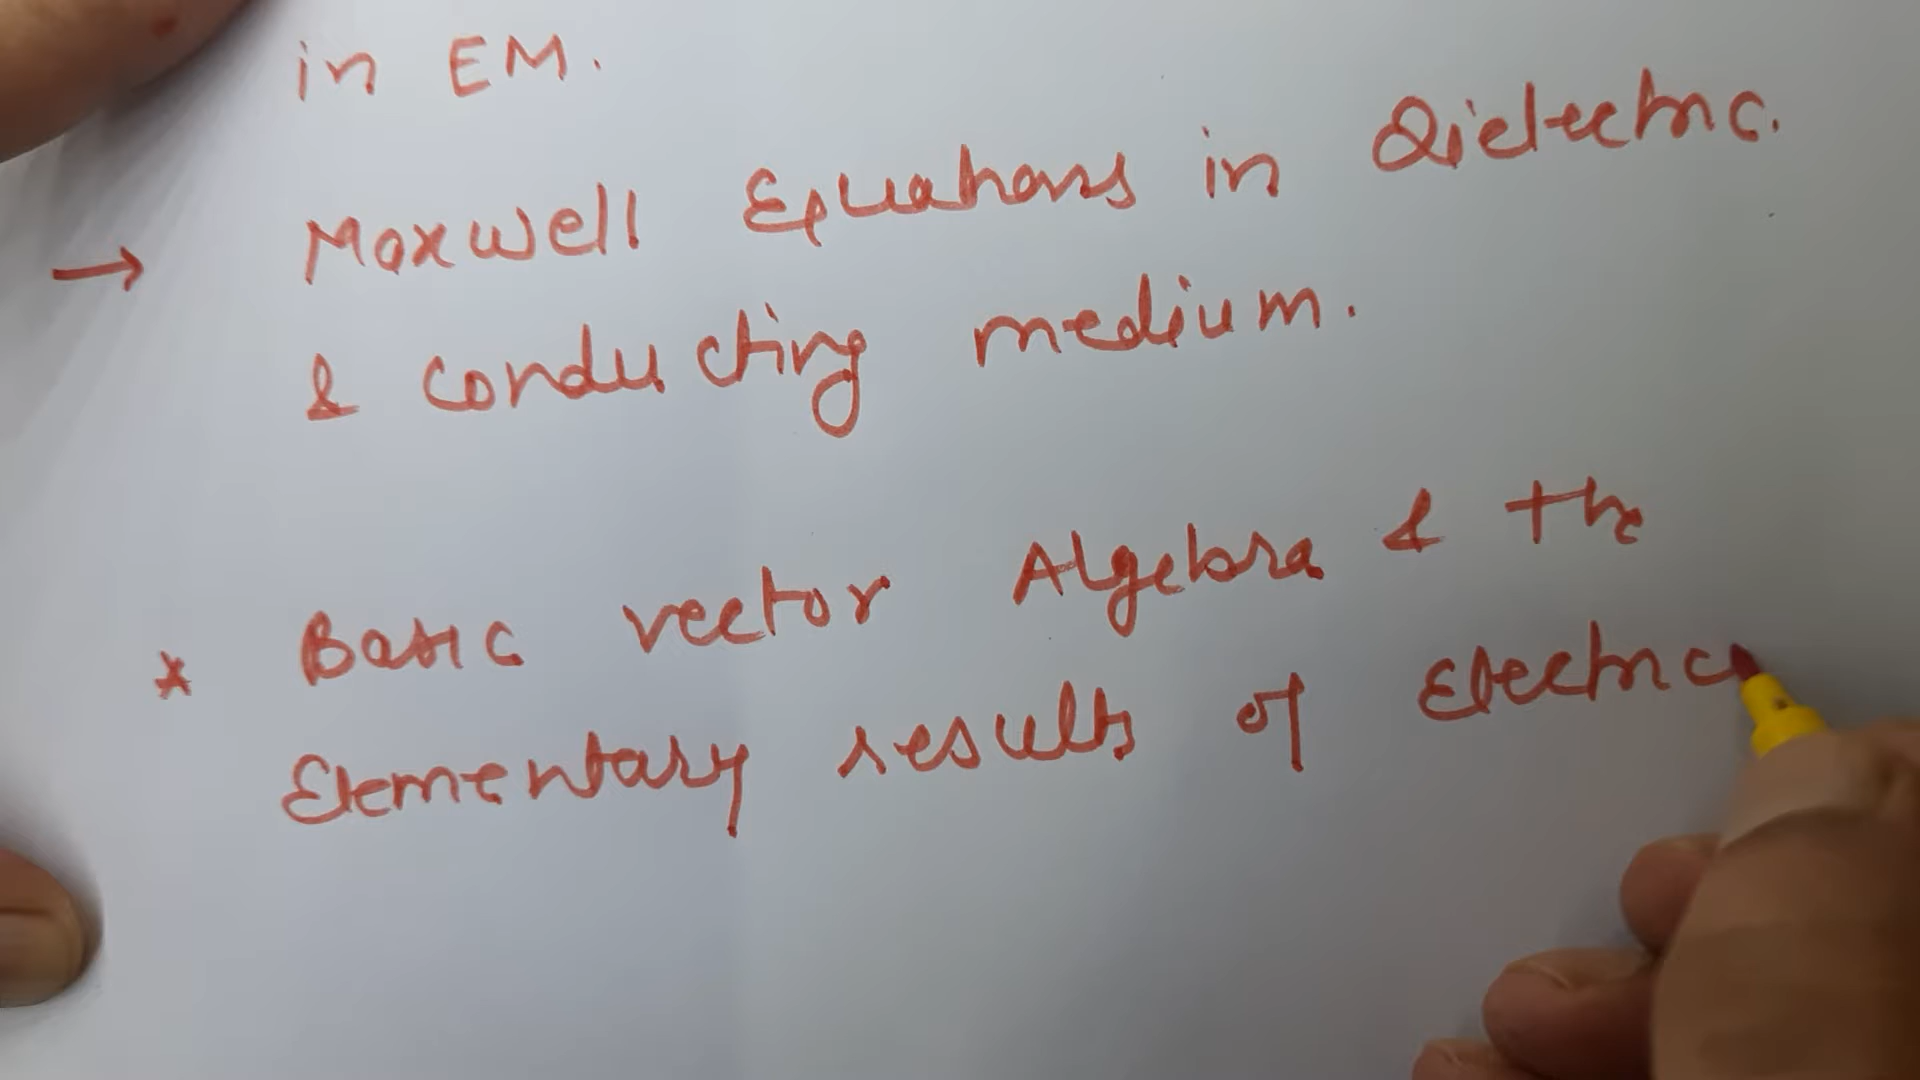 in EM.
→ Maxwell Equations in Dielectric.
& conducting medium.
* Basic vector Algebra & the
Elementary results of Electric